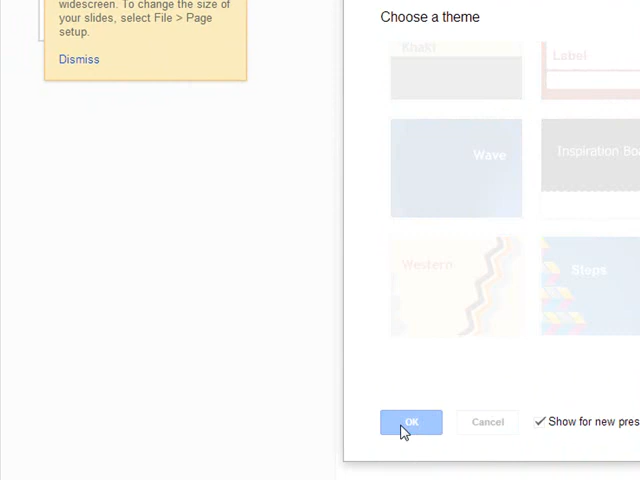 widescreen. To change the size of
your slides, select File > Page
setup.
Dismiss
Choose a theme
Khaki
Label
Wave
Inspiration Boa
Western
Steps
OK
Cancel
Show for new pres